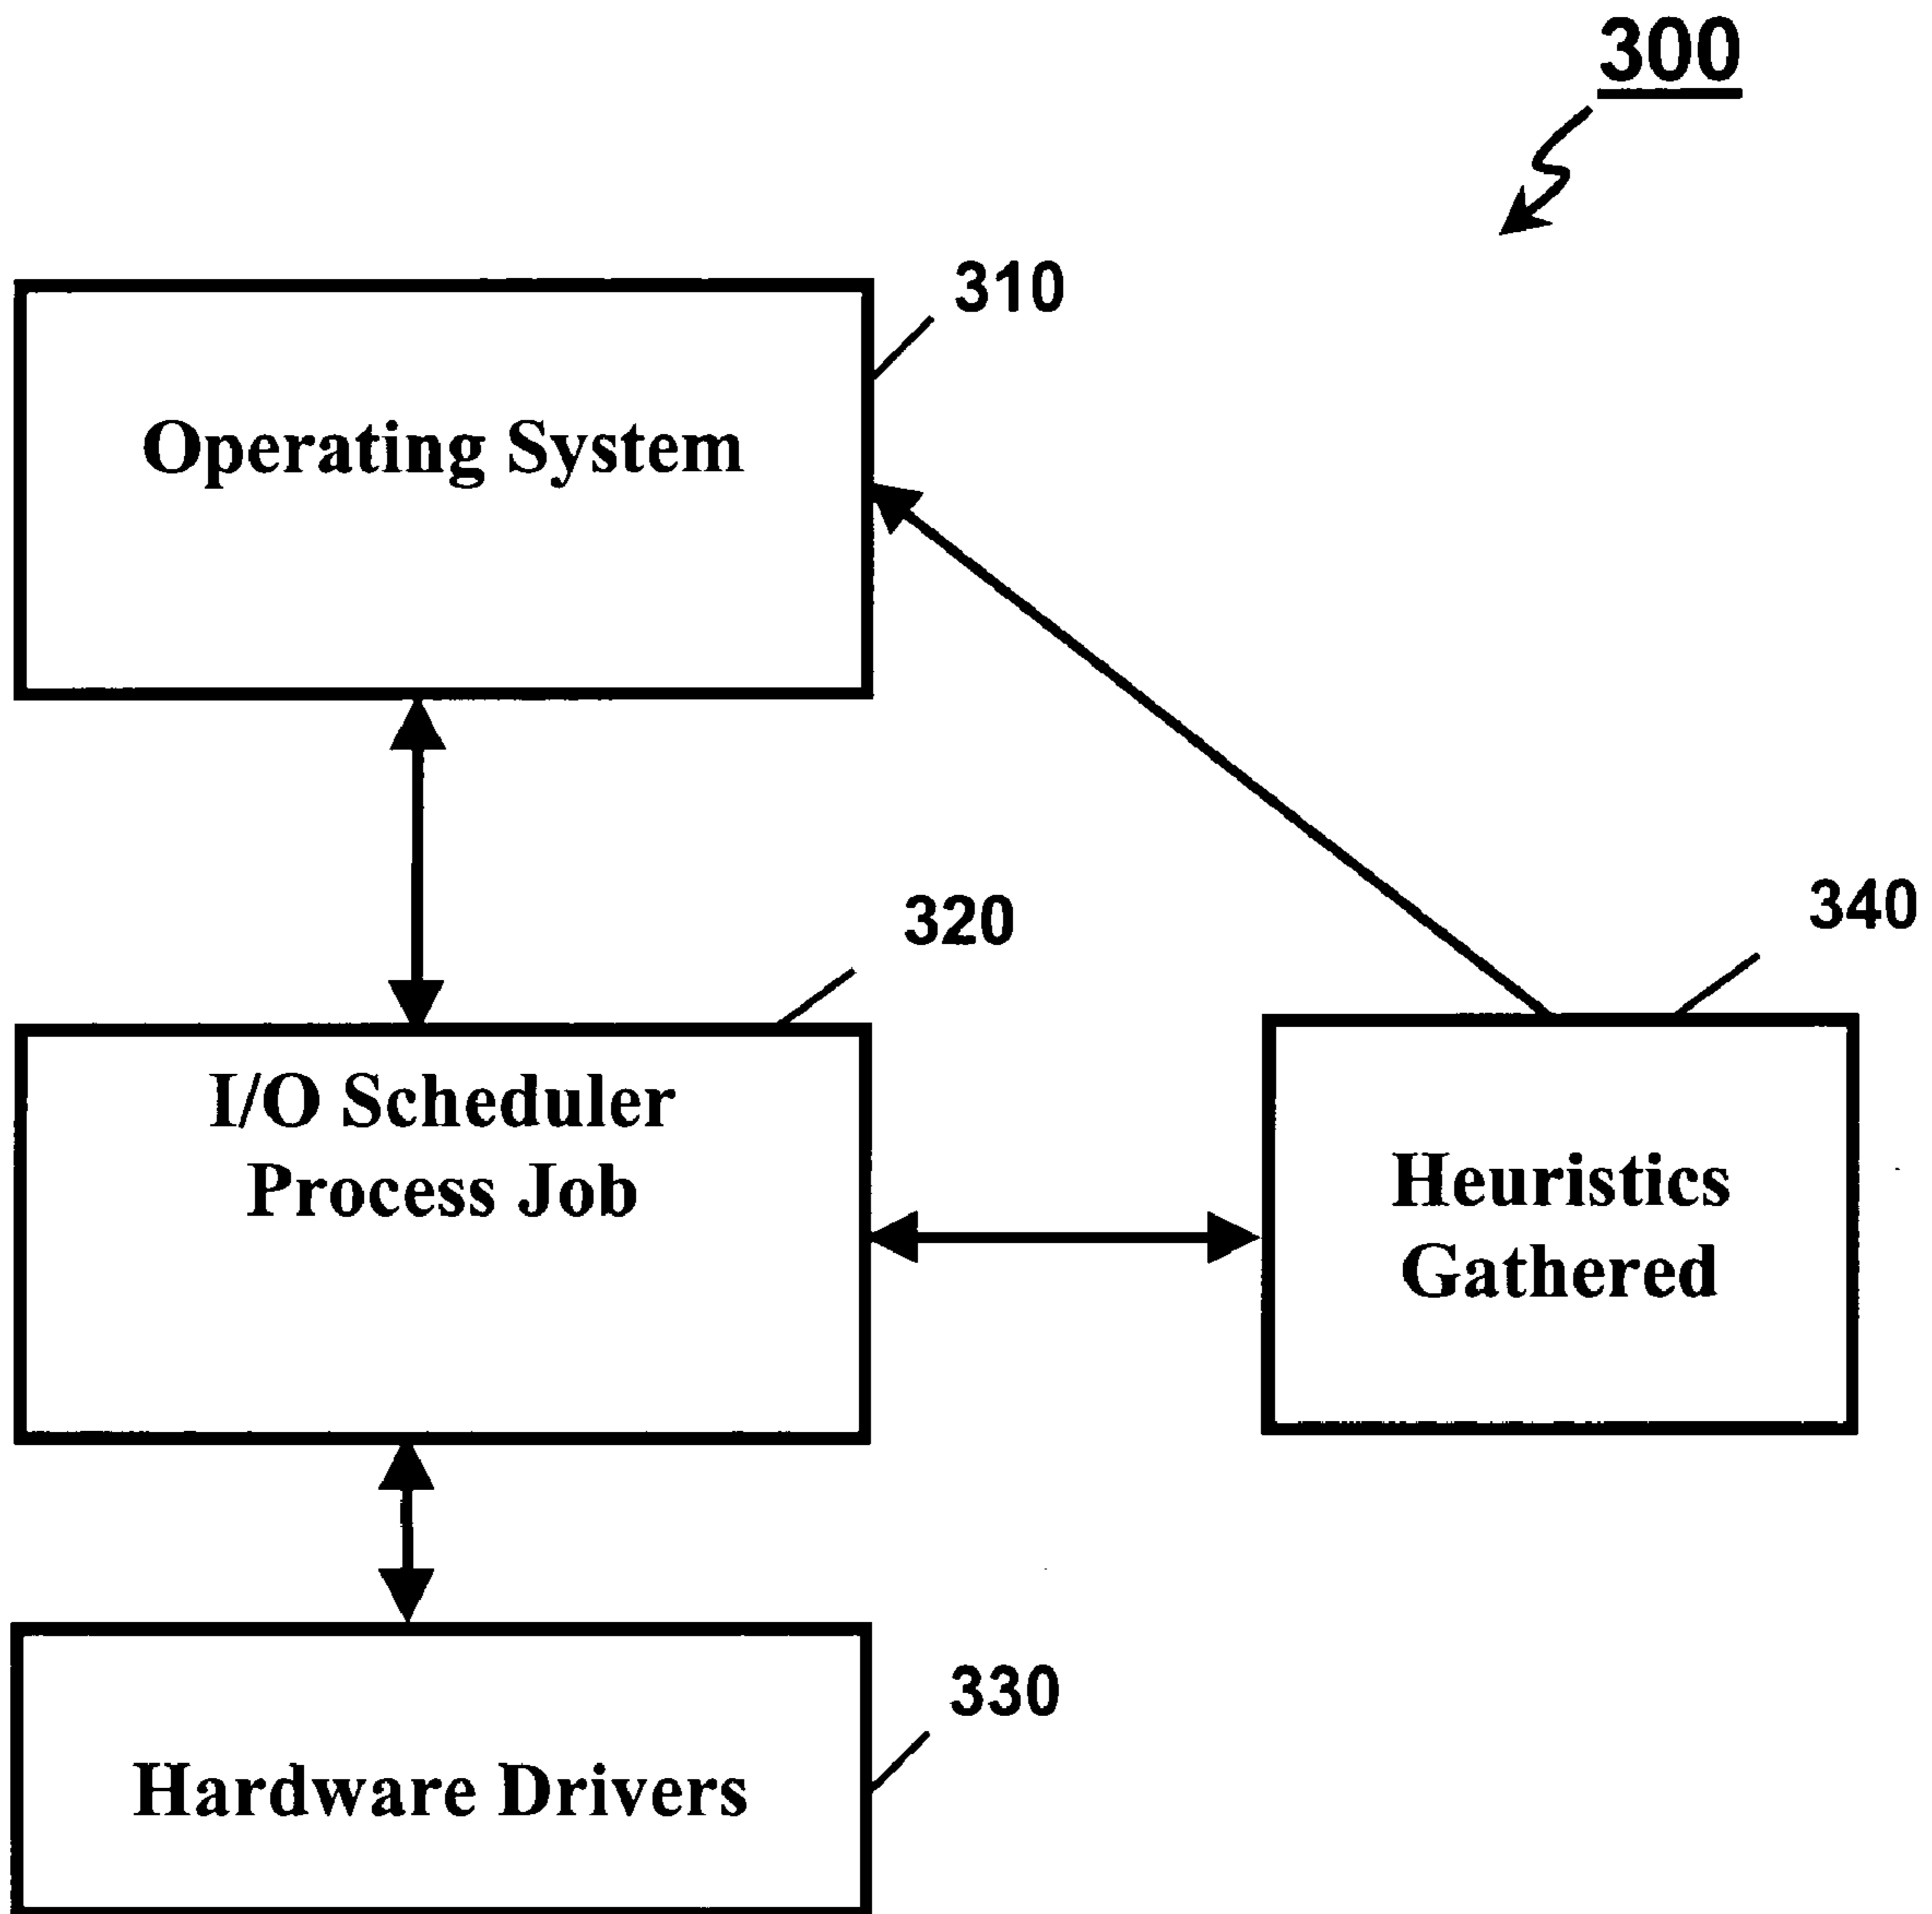 300
310
Operating System
320
340
I/O Scheduler
Process Job
Heuristics
Gathered
330
Hardware Drivers